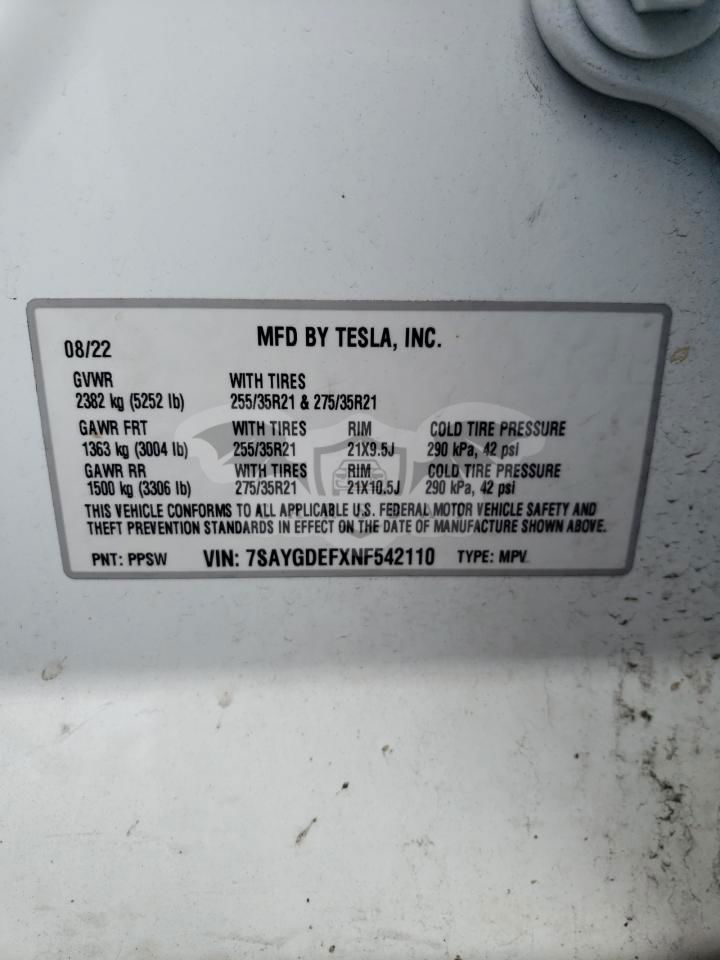 08/22 MFD BY TESLA, INC.
GVWR WITH TIRES
2382 kg (5252 lb) 255/35R21 & 275/35R21
GAWR FRT WITH TIRES RIM COLD TIRE PRESSURE
1363 kg (3004 lb) 255/35R21 21X9.5J 290 kPa, 42 psi
GAWR RR WITH TIRES RIM COLD TIRE PRESSURE
1500 kg (3306 lb) 275/35R21 21X10.5J 290 kPa, 42 psi
THIS VEHICLE CONFORMS TO ALL APPLICABLE U.S. FEDERAL MOTOR VEHICLE SAFETY AND
THEFT PREVENTION STANDARDS IN EFFECT ON THE DATE OF MANUFACTURE SHOWN ABOVE.
PNT: PPSW VIN: 7SAYGDEFXNF542110 TYPE: MPV